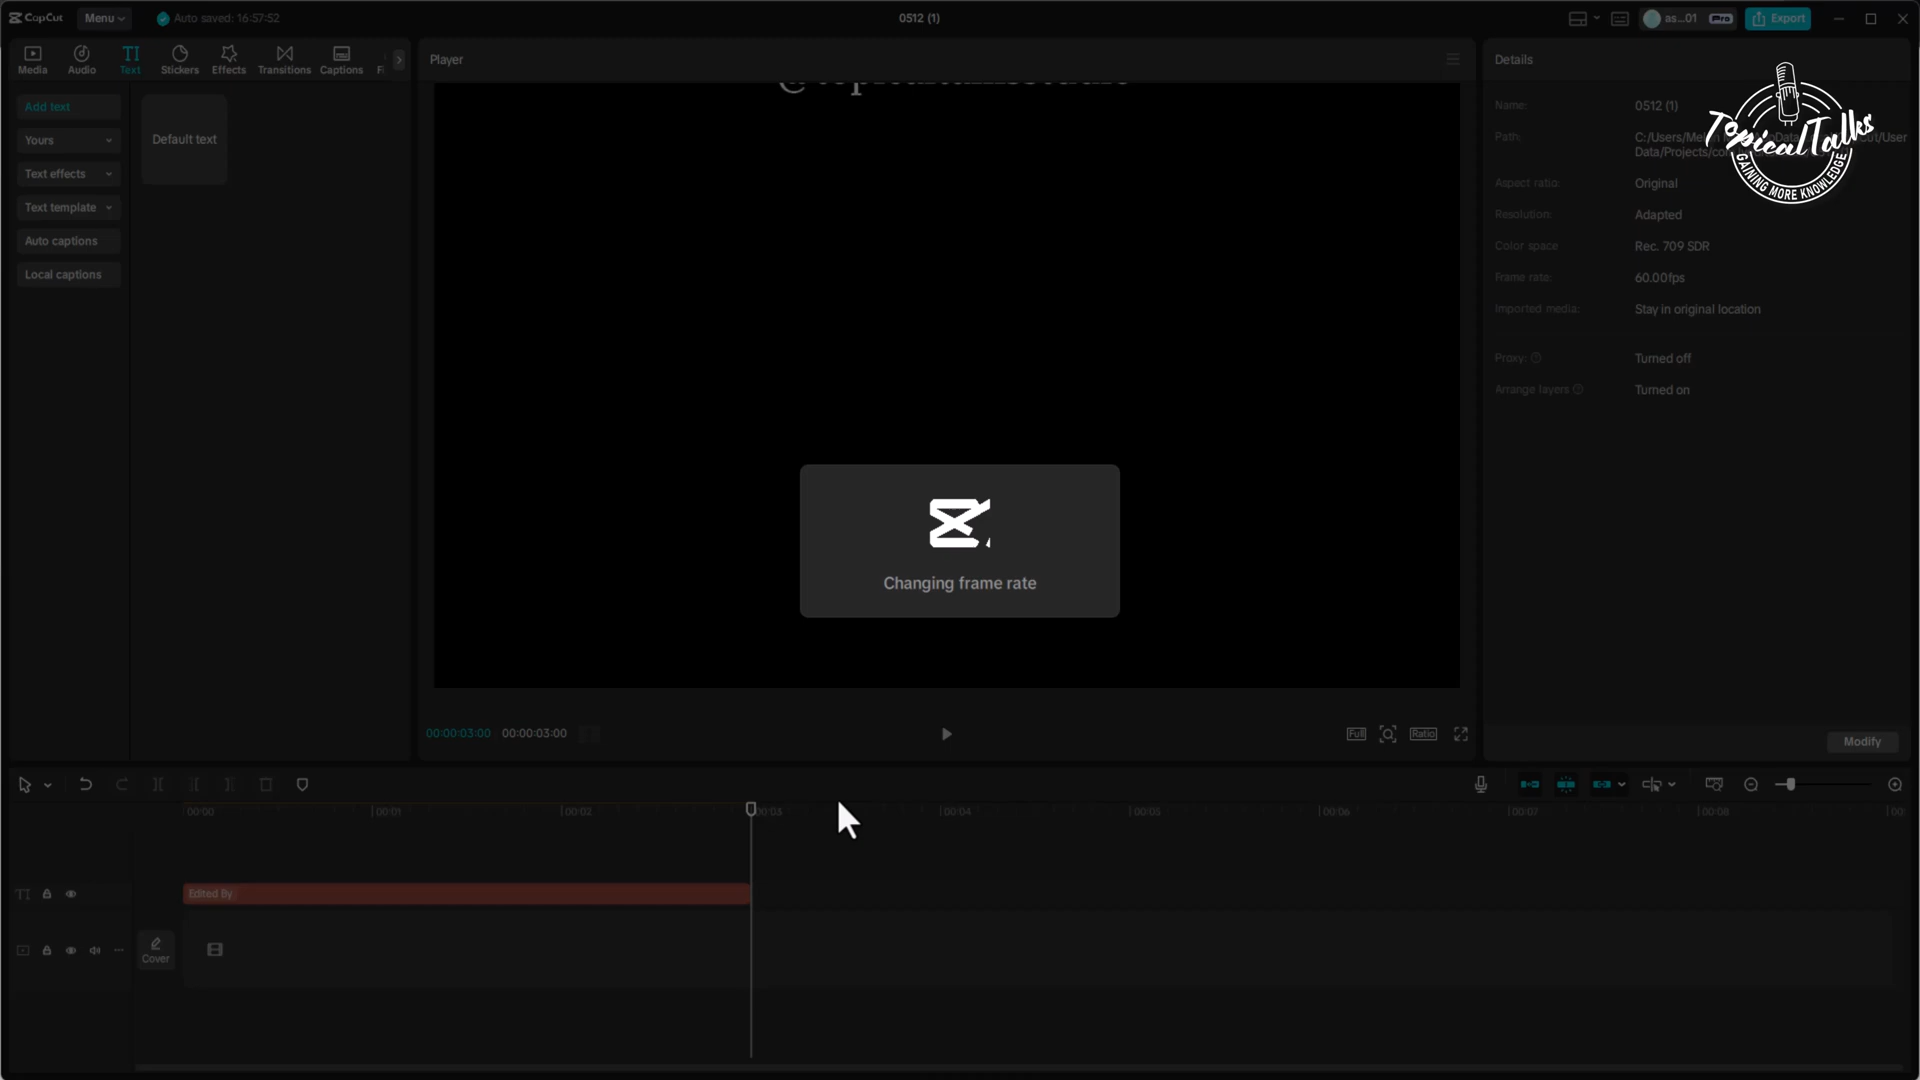 CapCut
Menu
Auto saved: 16:57:52
0512 (1)
as...01
Pro
Export
Media
Audio
Text
Stickers
Effects
Transitions
Captions
Player
Details
Add text
Yours
Text effects
Text template
Auto captions
Local captions
Default text
TI
Name:
0512 (1)
Path:
Aspect ratio:
Original
Resolution:
Adapted
Color space
Rec. 709 SDR
Frame rate:
60.00fps
Imported media:
Stay in original location
Proxy:
Turned off
Arrange layers
Turned on
Topical Talks
GAINING MORE KNOWLEDGE
Changing frame rate
00:00:03:00
00:00:03:00
Full
Ratio
Modify
00:00
00:01
00:02
00:03
00:04
00:05
00:06
00:07
00:08
TI
Edited By
Cover